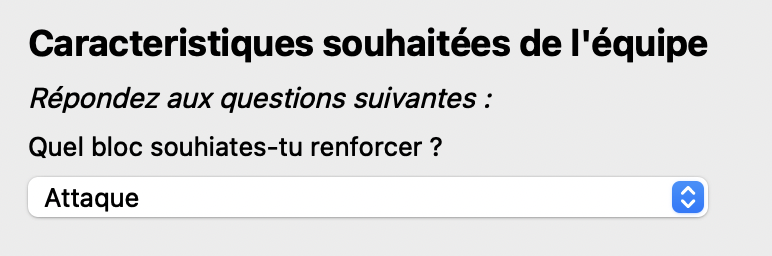 Caracteristiques souhaitées de l'équipe
Répondez aux questions suivantes :
Quel bloc souhiates-tu renforcer ?
Attaque